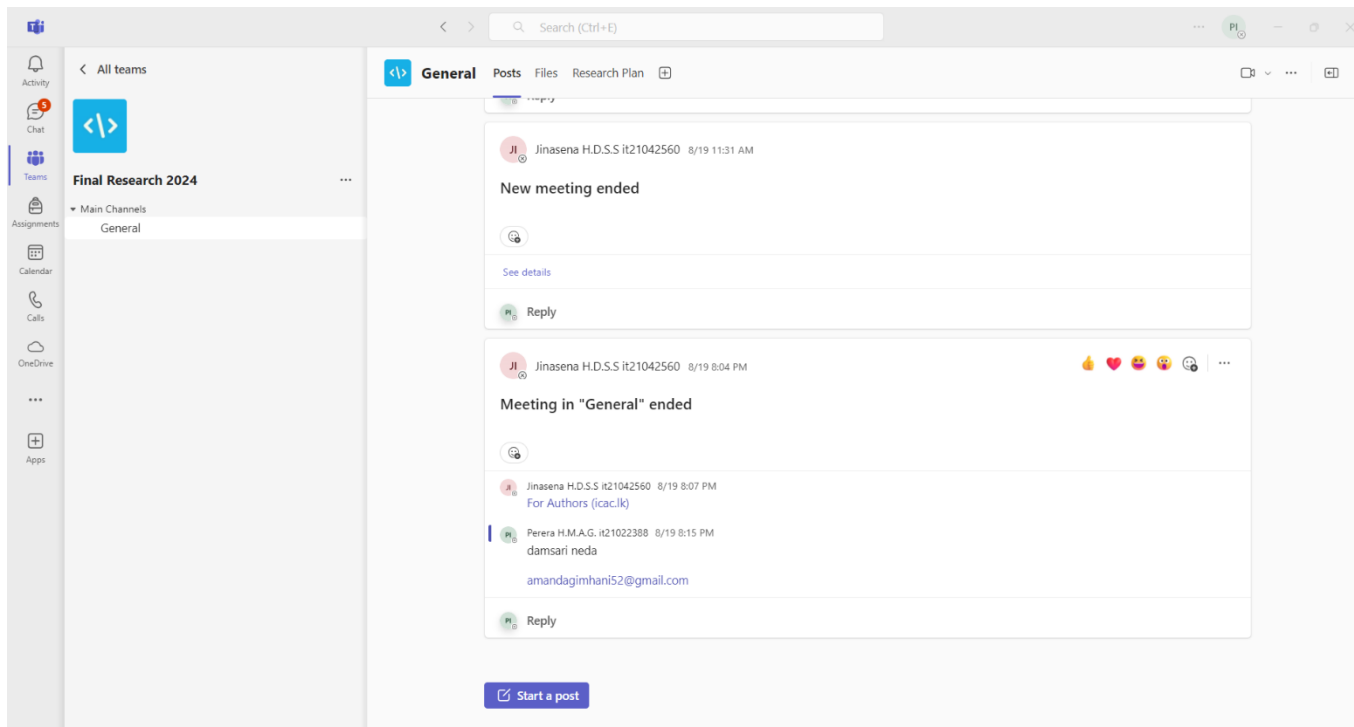 Search (Ctrl+E)
PI
Activity
5
Chat
Teams
Assignments
Calendar
Calls
OneDrive
Apps
All teams
</>
Final Research 2024
Main Channels
General
</>
General Posts Files Research Plan
JI Jinasena H.D.S.S it21042560 8/19 11:31 AM
New meeting ended
See details
PI Reply
JI Jinasena H.D.S.S it21042560 8/19 8:04 PM
Meeting in "General" ended
JI Jinasena H.D.S.S it21042560 8/19 8:07 PM
For Authors (icac.lk)
PI Perera H.M.A.G. it21022388 8/19 8:15 PM
damsari neda
amandagimhani52@gmail.com
PI Reply
Start a post